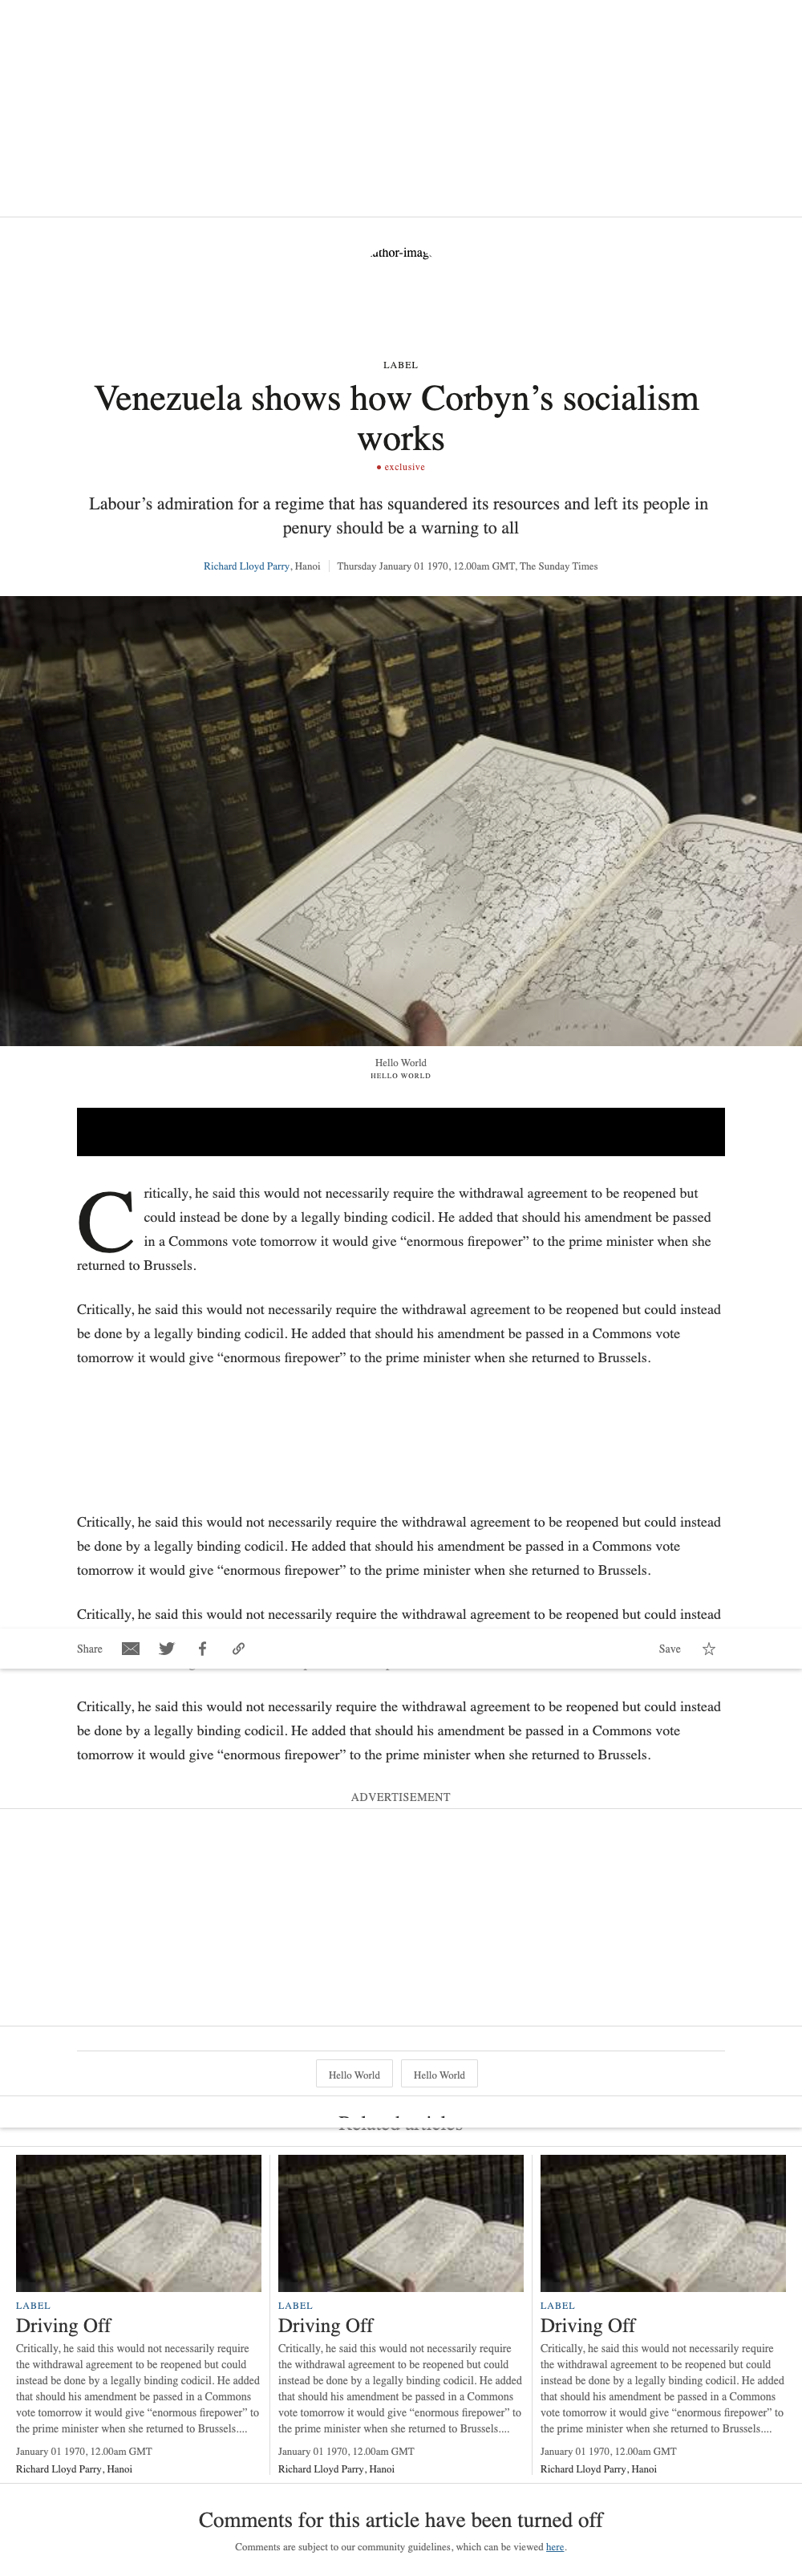 LABEL
Venezuela shows how Corbyn’s socialism
works
exclusive
Labour’s admiration for a regime that has squandered its resources and left its people in
penury should be a warning to all
Richard Lloyd Parry, Hanoi Thursday January 01 1970, 12.00am GMT, The Sunday Times
Hello World
HELLO WORLD
Critically, he said this would not necessarily require the withdrawal agreement to be reopened but
could instead be done by a legally binding codicil. He added that should his amendment be passed
in a Commons vote tomorrow it would give “enormous firepower” to the prime minister when she
returned to Brussels.
Critically, he said this would not necessarily require the withdrawal agreement to be reopened but could instead
be done by a legally binding codicil. He added that should his amendment be passed in a Commons vote
tomorrow it would give “enormous firepower” to the prime minister when she returned to Brussels.
Critically, he said this would not necessarily require the withdrawal agreement to be reopened but could instead
be done by a legally binding codicil. He added that should his amendment be passed in a Commons vote
tomorrow it would give “enormous firepower” to the prime minister when she returned to Brussels.
Critically, he said this would not necessarily require the withdrawal agreement to be reopened but could instead
Share Save
Critically, he said this would not necessarily require the withdrawal agreement to be reopened but could instead
be done by a legally binding codicil. He added that should his amendment be passed in a Commons vote
tomorrow it would give “enormous firepower” to the prime minister when she returned to Brussels.
ADVERTISEMENT
Hello World Hello World
LABEL
Driving Off
Critically, he said this would not necessarily require
the withdrawal agreement to be reopened but could
instead be done by a legally binding codicil. He added
that should his amendment be passed in a Commons
vote tomorrow it would give “enormous firepower” to
the prime minister when she returned to Brussels....
January 01 1970, 12.00am GMT
Richard Lloyd Parry, Hanoi
LABEL
Driving Off
Critically, he said this would not necessarily require
the withdrawal agreement to be reopened but could
instead be done by a legally binding codicil. He added
that should his amendment be passed in a Commons
vote tomorrow it would give “enormous firepower” to
the prime minister when she returned to Brussels....
January 01 1970, 12.00am GMT
Richard Lloyd Parry, Hanoi
LABEL
Driving Off
Critically, he said this would not necessarily require
the withdrawal agreement to be reopened but could
instead be done by a legally binding codicil. He added
that should his amendment be passed in a Commons
vote tomorrow it would give “enormous firepower” to
the prime minister when she returned to Brussels....
January 01 1970, 12.00am GMT
Richard Lloyd Parry, Hanoi
Comments for this article have been turned off
Comments are subject to our community guidelines, which can be viewed here.